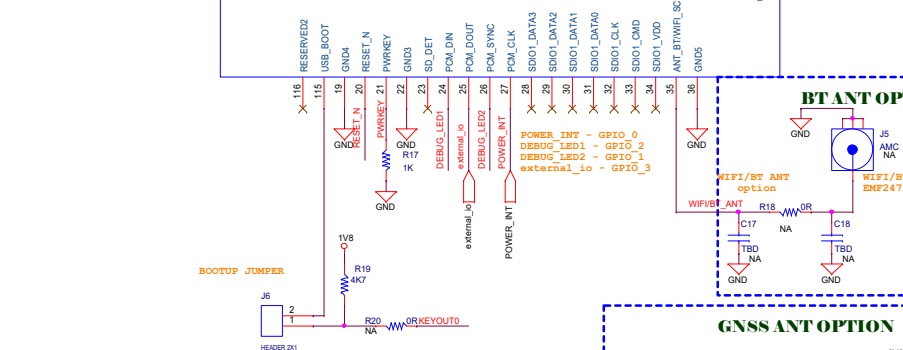 RESERVED2
USB_BOOT
GND4
RESET_N
PWRKEY
GND3
SD_DET
PCM_DIN
PCM_DOUT
PCM_SYNC
PCM_CLK
SDIO1_DATA3
SDIO1_DATA2
SDIO1_DATA1
SDIO1_DATA0
SDIO1_CLK
SDIO1_CMD
SDIO1_VDD
ANT_BT/WIFI_SC
GND5
116
115
19
20
21
22
23
24
25
26
27
28
29
30
31
32
33
34
35
36
RESET_N
PWRKEY
DEBUG_LED1
external_io
DEBUG_LED2
POWER_INT
GND
GND
GND
GND
BT ANT OP
POWER_INT - GPIO_0
DEBUG_LED1 - GPIO_2
DEBUG_LED2 - GPIO_1
external_io - GPIO_3
J5
AMC
NA
R17
1K
GND
WIFI/BT ANT
option
WIFI/B
EMF247
external_io
POWER_INT
WIFI/BT_ANT
R18
0R
NA
C17
TBD
NA
C18
TBD
NA
GND
GND
1V8
BOOTUP JUMPER
R19
4K7
J6
2
1
R20
NA
0R
KEYOUT0
HEADER 2X1
GNSS ANT OPTION